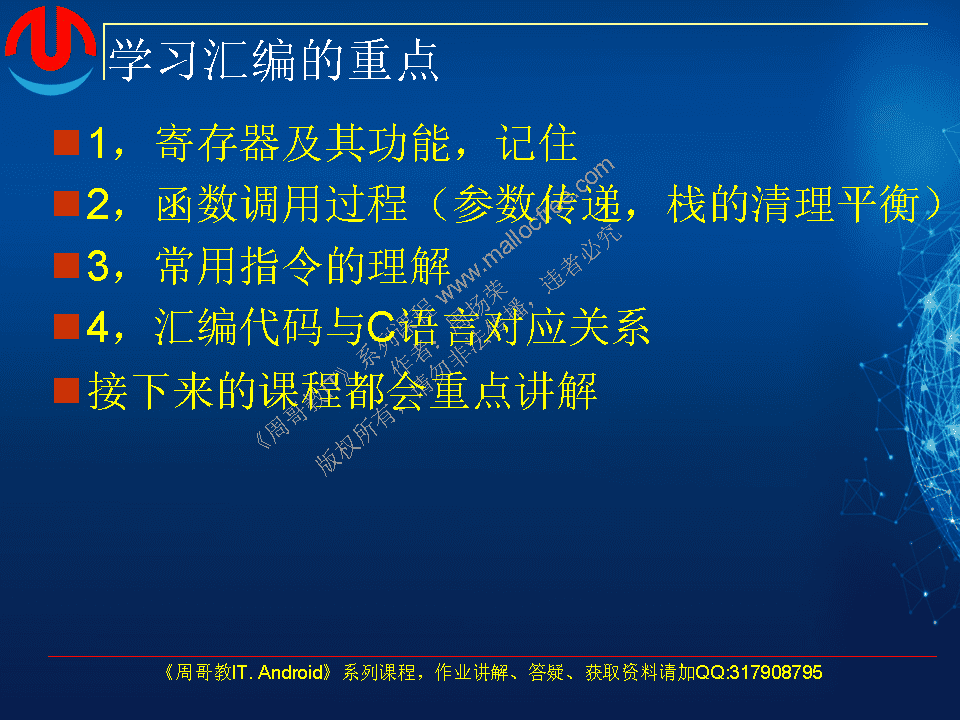 学习汇编的重点
1，寄存器及其功能，记住
2，函数调用过程（参数传递，栈的清理平衡）
3，常用指令的理解
4，汇编代码与C语言对应关系
接下来的课程都会重点讲解
《周哥教IT》系列课程 www.mallocfree.com
作者：周扬荣
版权所有，请勿非法传播，违者必究
《周哥教IT. Android》系列课程，作业讲解、答疑、获取资料请加QQ:317908795